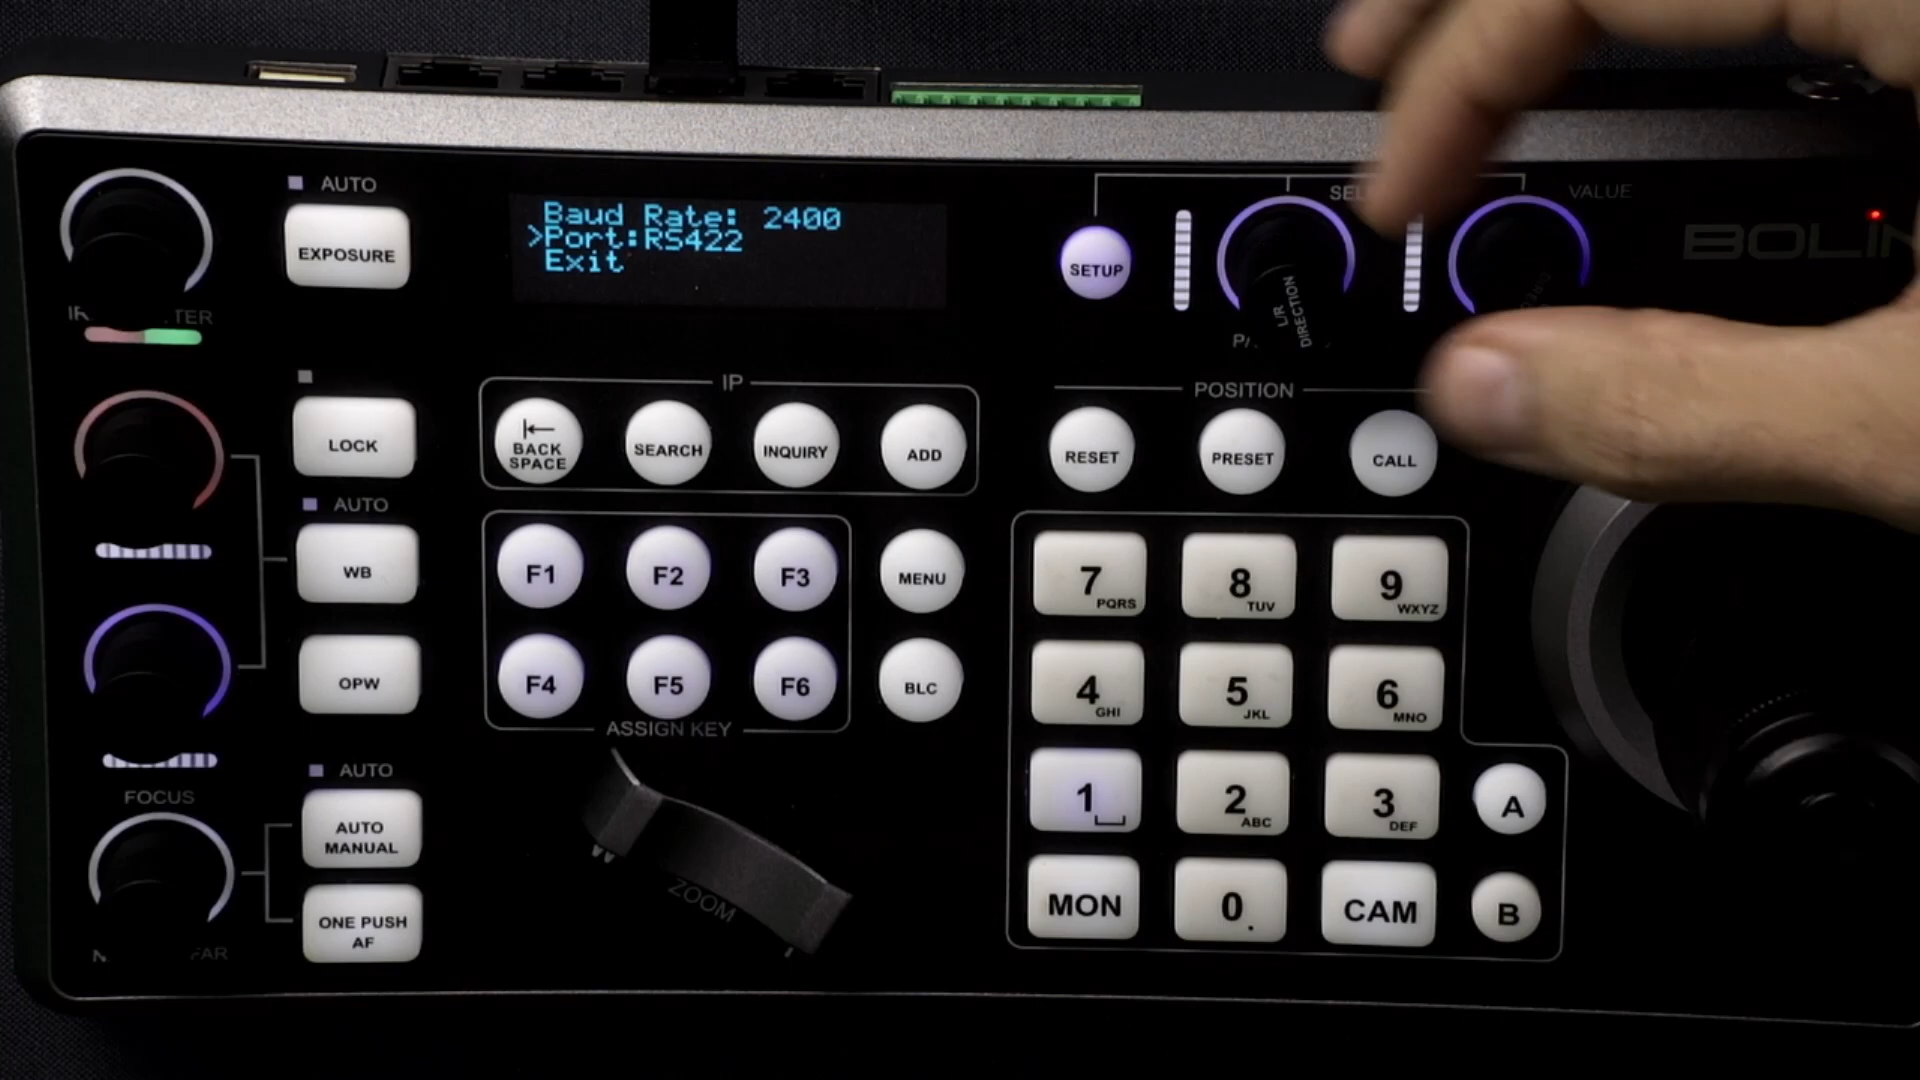 AUTO
EXPOSURE
Baud Rate: 2400
>Port:RS422
Exit
SETUP
VALUE
L/R
DIRECTION
BOLIN
LOCK
IP
BACK
SPACE
SEARCH
INQUIRY
ADD
POSITION
RESET
PRESET
CALL
AUTO
WB
OPW
F1
F2
F3
MENU
F4
F5
F6
BLC
ASSIGN KEY
7 PQRS
8 TUV
9 WXYZ
4 GHI
5 JKL
6 MNO
1
2 ABC
3 DEF
A
MON
0 .
CAM
B
AUTO
FOCUS
AUTO
MANUAL
ONE PUSH
AF
FAR
ZOOM